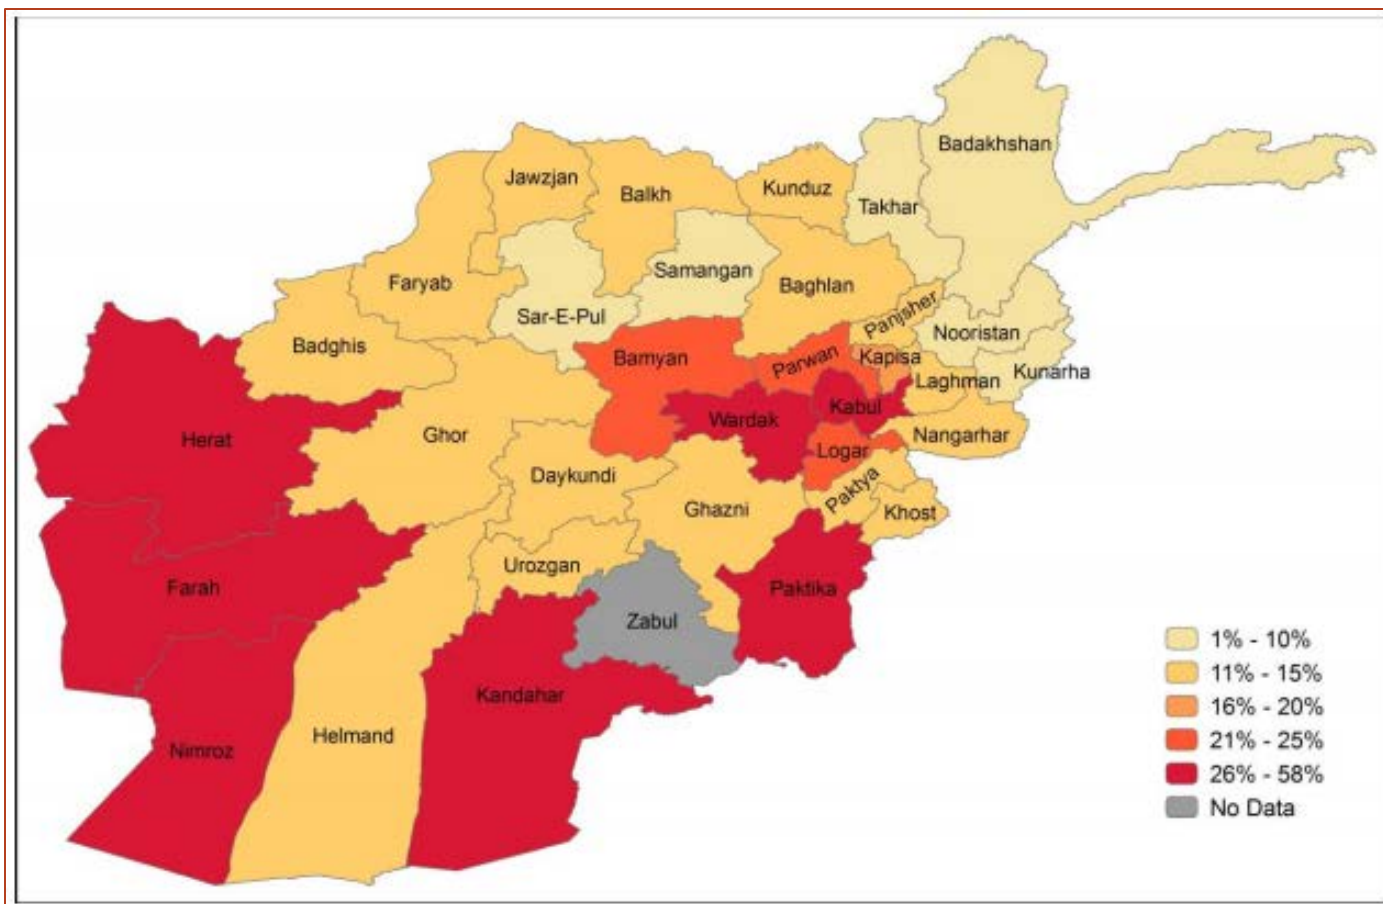 Badakhshan
Jawzjan
Balkh
Kunduz
Takhar
Samangan
Faryab
Baghlan
Sar-E-Pul
Panjsher
Nooristan
Badghis
Bamyan
Parwan
Kapisa
Kunarha
Laghman
Herat
Ghor
Wardak
Kabul
Nangarhar
Logar
Daykundi
Paktya
Ghazni
Khost
Urozgan
Farah
Paktika
Zabul
Kandahar
Helmand
Nimroz
1% - 10%
11% - 15%
16% - 20%
21% - 25%
26% - 58%
No Data